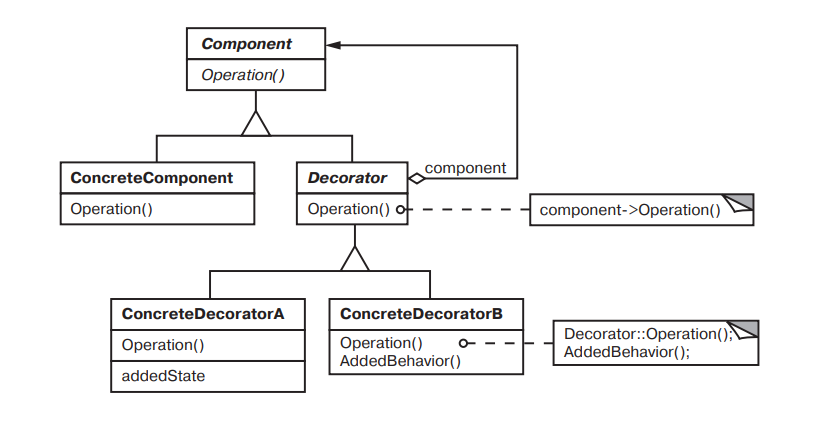 Component
Operation()
component
ConcreteComponent
Operation()
Decorator
Operation()
component->Operation()
ConcreteDecoratorA
Operation()
addedState
ConcreteDecoratorB
Operation()
AddedBehavior()
Decorator::Operation();
AddedBehavior();